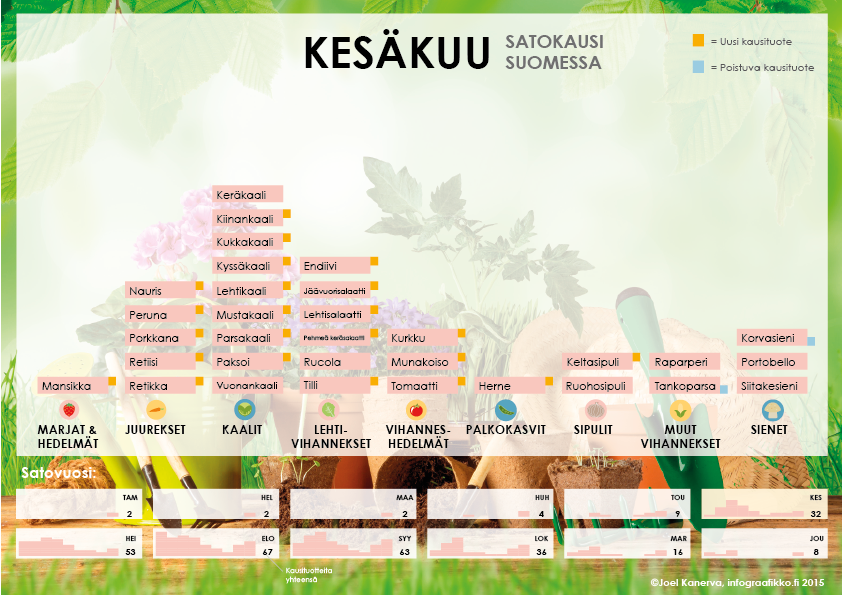 KESÄKUU
SATOKAUSI
SUOMESSA
= Uusi kausituote
= Poistuva kausituote
Mansikka
MARJAT &
HEDELMÄT
Nauris
Peruna
Porkkana
Retiisi
Retikka
JUUREKSET
Keräkaali
Kiinankaali
Kukkakaali
Kyssäkaali
Lehtikaali
Mustakaali
Parsakaali
Paksoi
Vuonankaali
KAALIT
Endiivi
Jäävuorisalaatti
Lehtisalaatti
Pehmeä keräsalaatti
Rucola
Tilli
LEHTI-
VIHANNEKSET
Kurkku
Munakoiso
Tomaatti
VIHANNES-
HEDELMÄT
Herne
PALKOKASVIT
Keltasipuli
Ruohosipuli
SIPULIT
Raparperi
Tankoparsa
MUUT
VIHANNEKSET
Korvasieni
Portobello
Siitakesieni
SIENET
Satovuosi:
TAM
2
HEL
2
MAA
2
HUH
4
TOU
9
KES
32
HEI
53
ELO
67
SYY
63
LOK
36
MAR
16
JOU
8
Kausituotteita
yhteensä
©Joel Kanerva, infograafikko.fi 2015